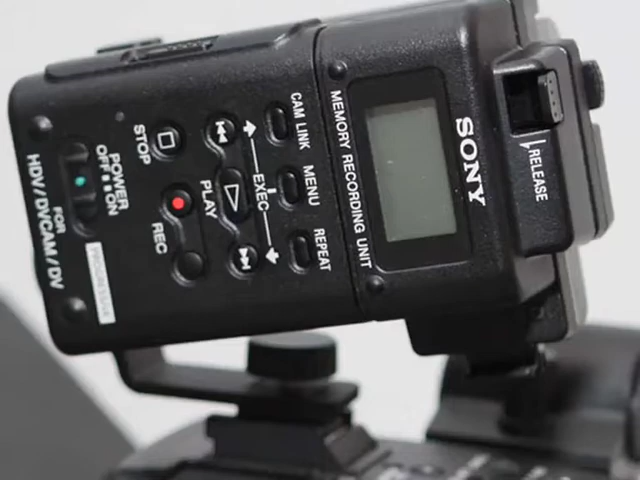 SONY
RELEASE
MEMORY RECORDING UNIT
CAM LINK
MENU
REPEAT
EXEC
PLAY
STOP
REC
POWER
OFF ON
FOR
HDV/DVCAM/DV